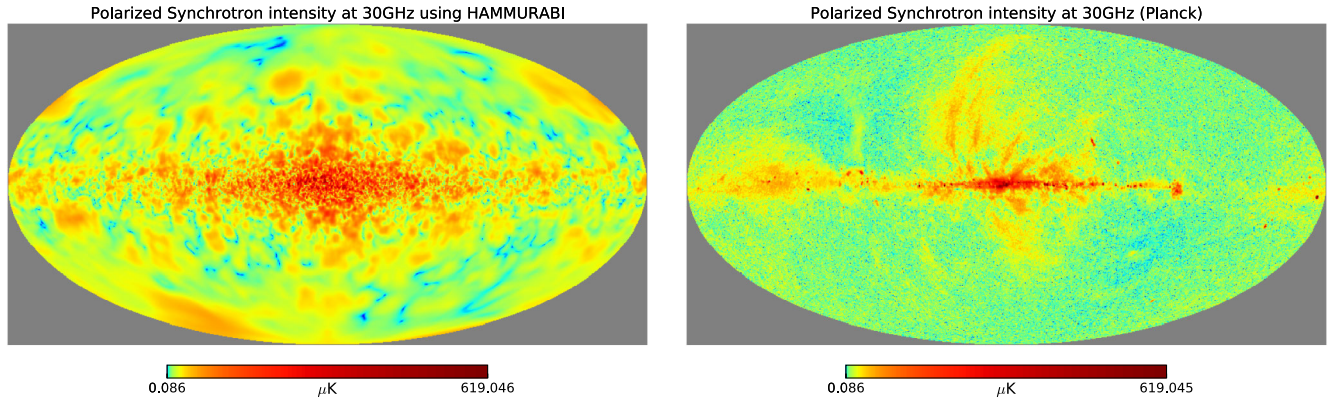 Polarized Synchrotron intensity at 30GHz using HAMMURABI
0.086 μK 619.046
Polarized Synchrotron intensity at 30GHz (Planck)
0.086 μK 619.045